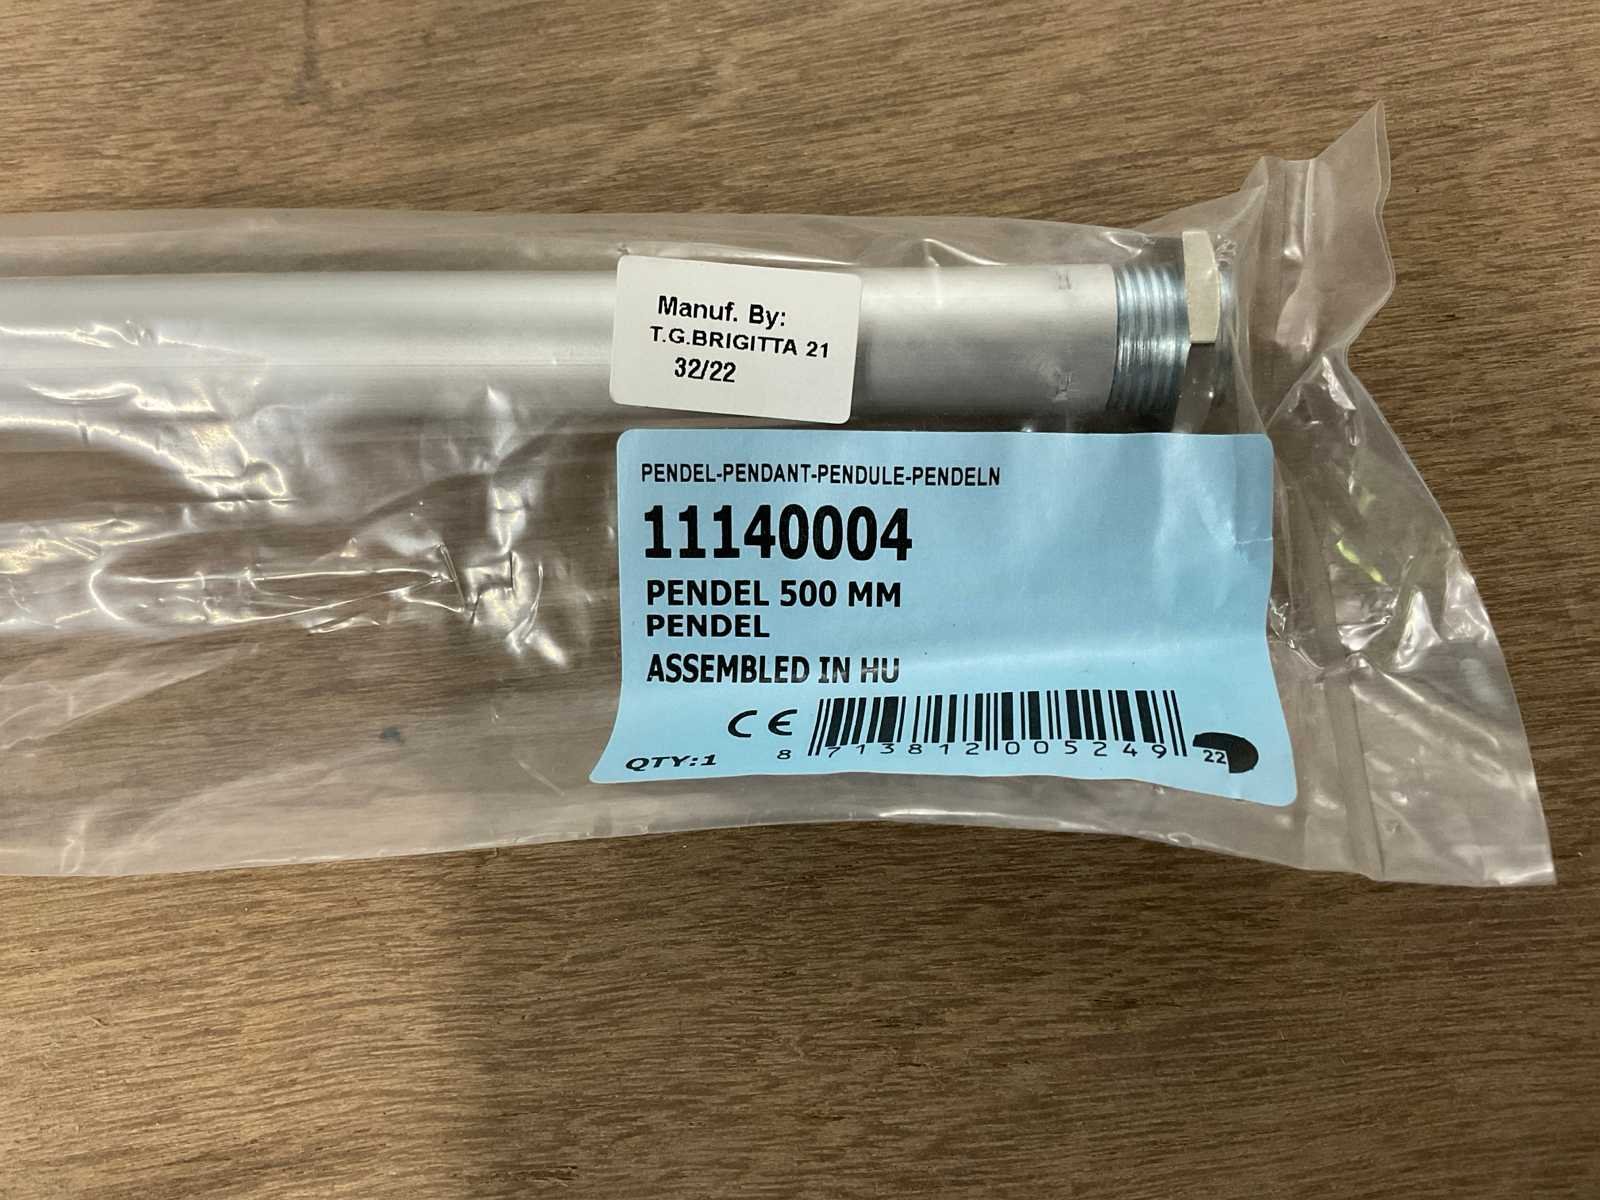 Manuf. By:
T.G.BRIGITTA 21
32/22
PENDEL-PENDANT-PENDULE-PENDELN
11140004
PENDEL 500 MM
PENDEL
ASSEMBLED IN HU
CE
QTY:1
8 713812 005249
22